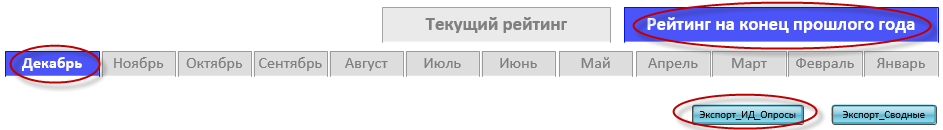 Текущий рейтинг Рейтинг на конец прошлого года
Декабрь Ноябрь Октябрь Сентябрь Август Июль Июнь Май Апрель Март Февраль Январь
Экспорт_ИД_Опросы Экспорт_Сводные